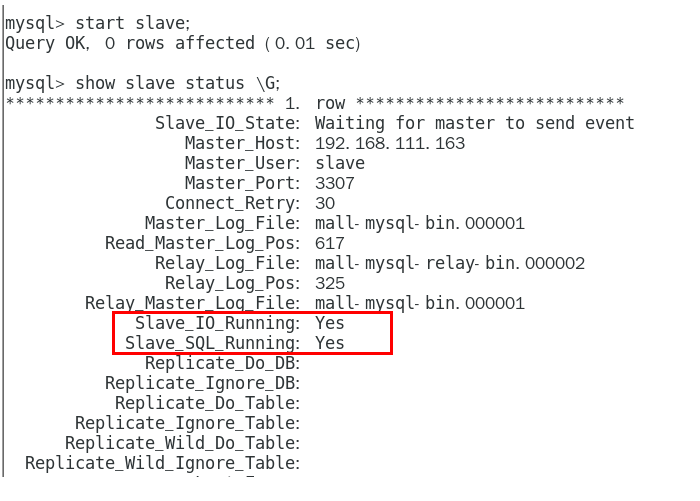 mysql> start slave;
Query OK, 0 rows affected (0.01 sec)
mysql> show slave status \G;
*************************** 1. row ***************************
Slave_IO_State: Waiting for master to send event
Master_Host: 192.168.111.163
Master_User: slave
Master_Port: 3307
Connect_Retry: 30
Master_Log_File: mall-mysql-bin.000001
Read_Master_Log_Pos: 617
Relay_Log_File: mall-mysql-relay-bin.000002
Relay_Log_Pos: 325
Relay_Master_Log_File: mall-mysql-bin.000001
Slave_IO_Running: Yes
Slave_SQL_Running: Yes
Replicate_Do_DB:
Replicate_Ignore_DB:
Replicate_Do_Table:
Replicate_Ignore_Table:
Replicate_Wild_Do_Table:
Replicate_Wild_Ignore_Table: